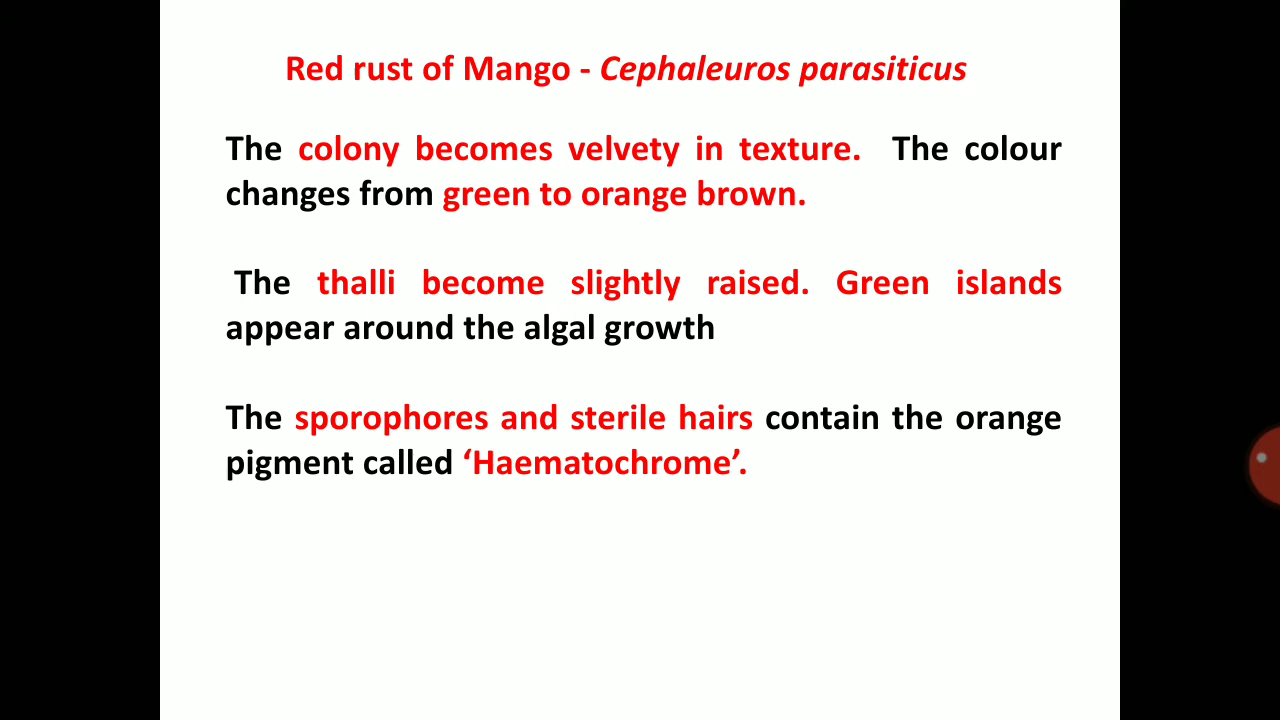 Red rust of Mango - Cephaleuros parasiticus
The colony becomes velvety in texture. The colour
changes from green to orange brown.
The thalli become slightly raised. Green islands
appear around the algal growth
The sporophores and sterile hairs contain the orange
pigment called ‘Haematochrome’.